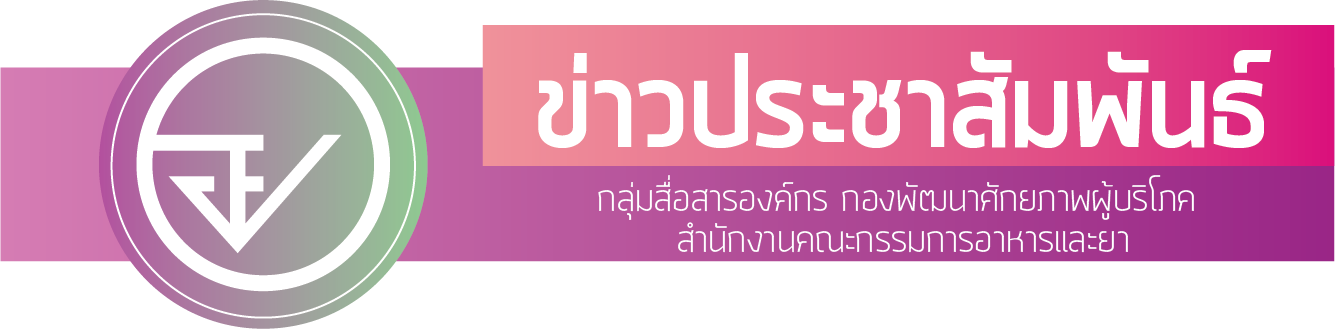 ข่าวประชาสัมพันธ์
กลุ่มสื่อสารองค์กร กองพัฒนาศักยภาพผู้บริโภค
สำนักงานคณะกรรมการอาหารและยา